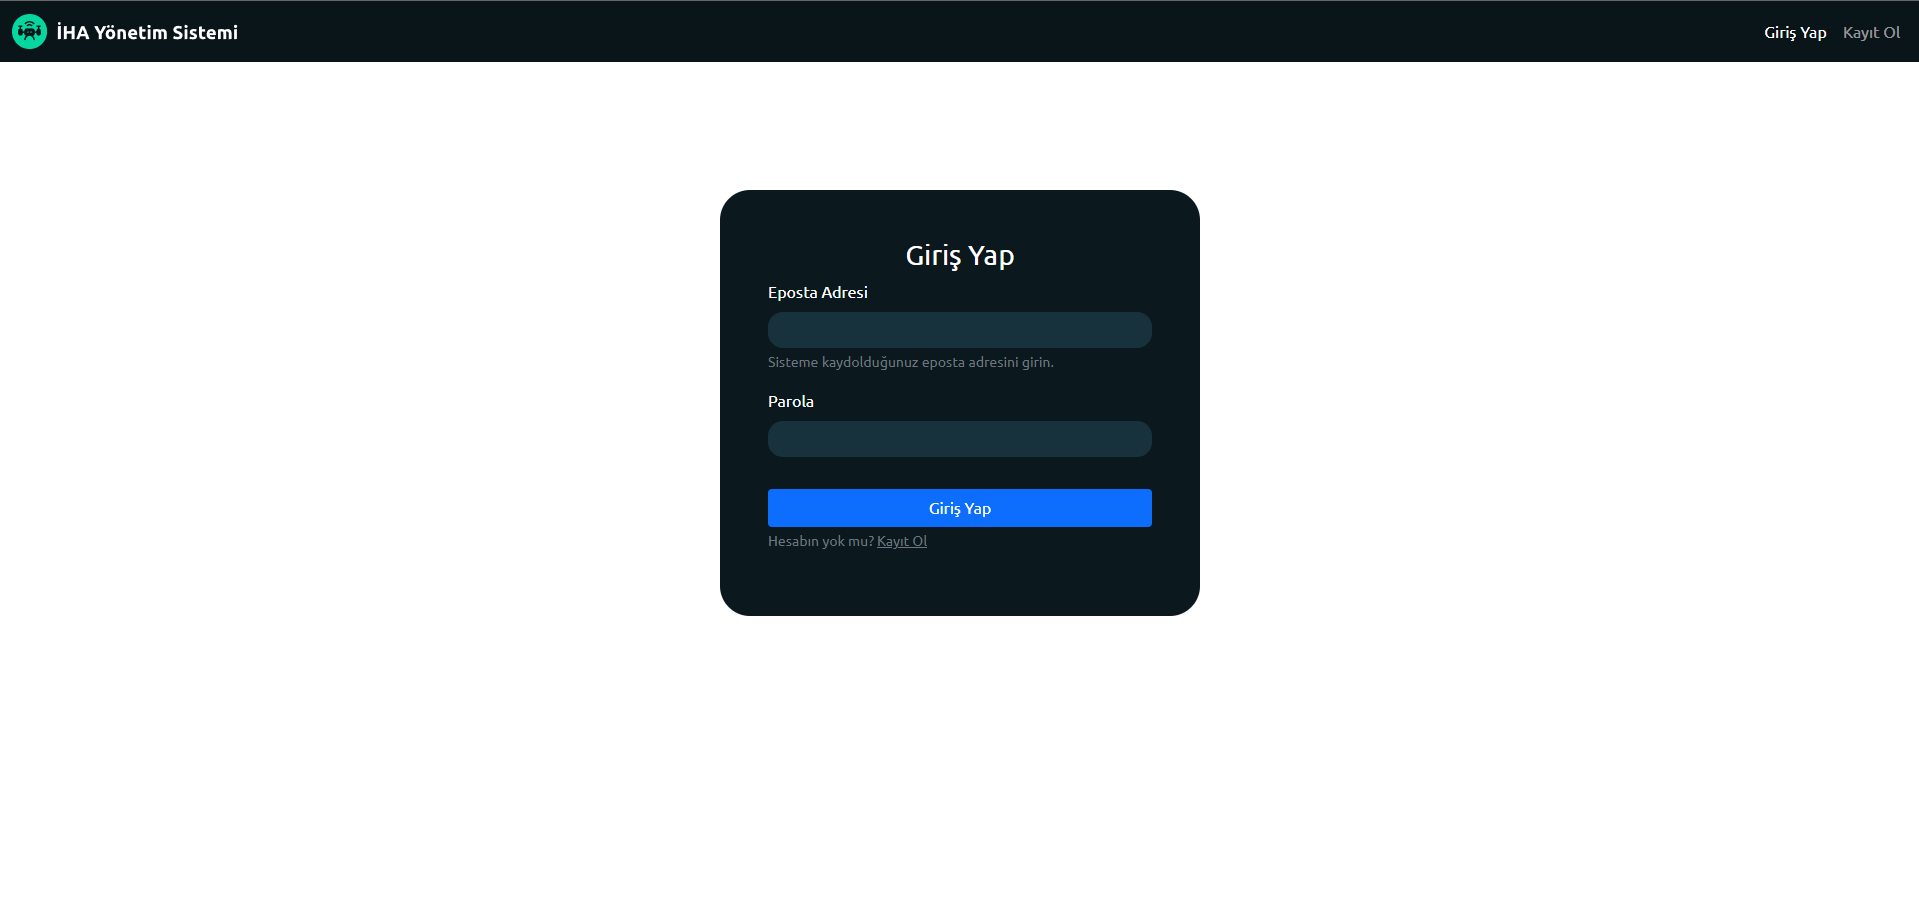 İHA Yönetim Sistemi
Giriş Yap
Kayıt Ol
Giriş Yap
Eposta Adresi
Sisteme kaydolduğunuz eposta adresini girin.
Parola
Giriş Yap
Hesabın yok mu? Kayıt Ol